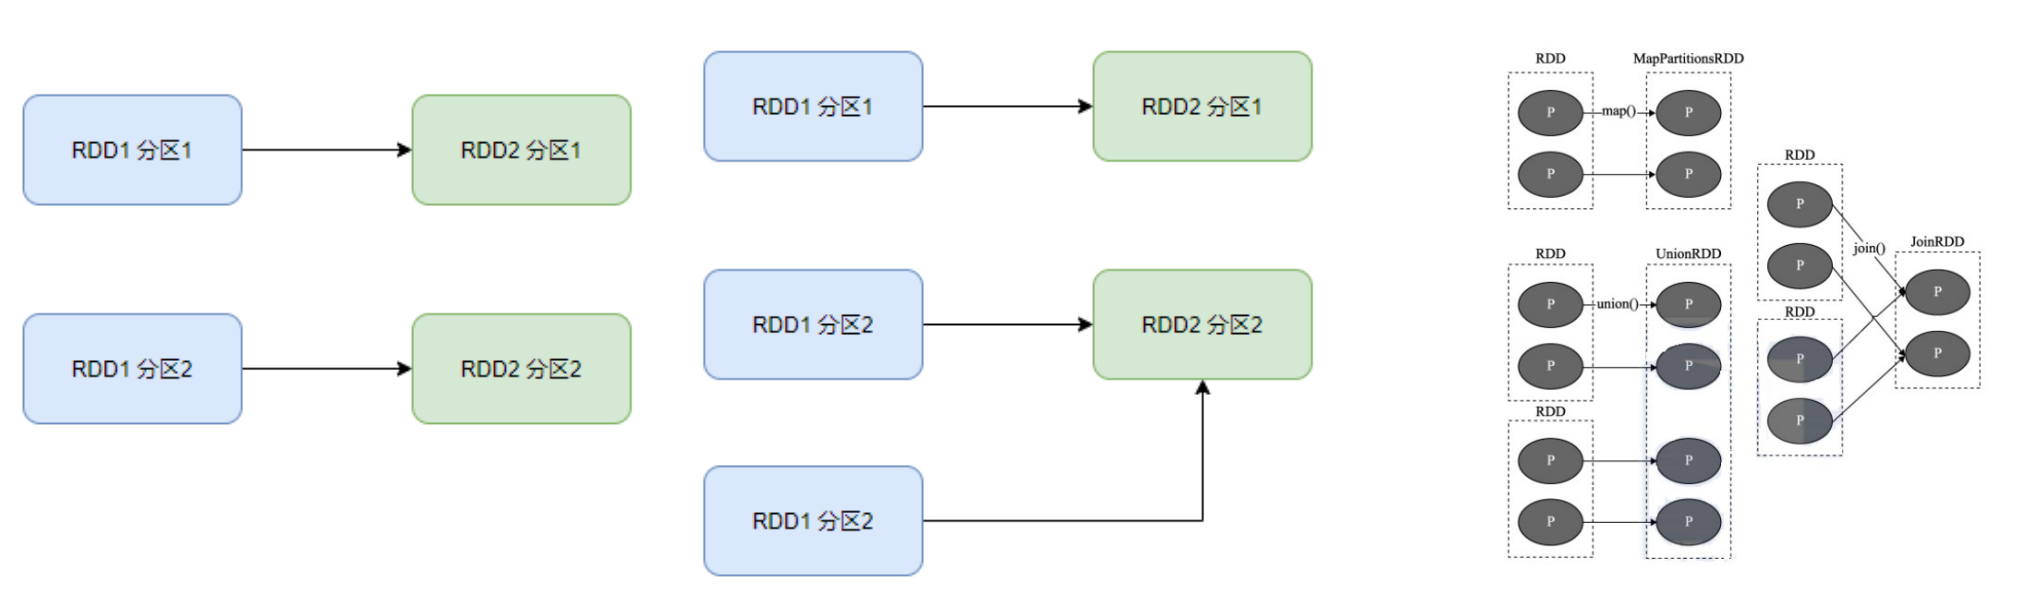 RDD1 分区1
RDD2 分区1
RDD1 分区2
RDD2 分区2
RDD1 分区1
RDD2 分区1
RDD1 分区2
RDD2 分区2
RDD1 分区2
RDD
MapPartitionsRDD
P
map()
P
P
P
RDD
UnionRDD
P
union()
P
P
P
RDD
P
P
P
P
RDD
P
join()
P
JoinRDD
P
P
RDD
P
P